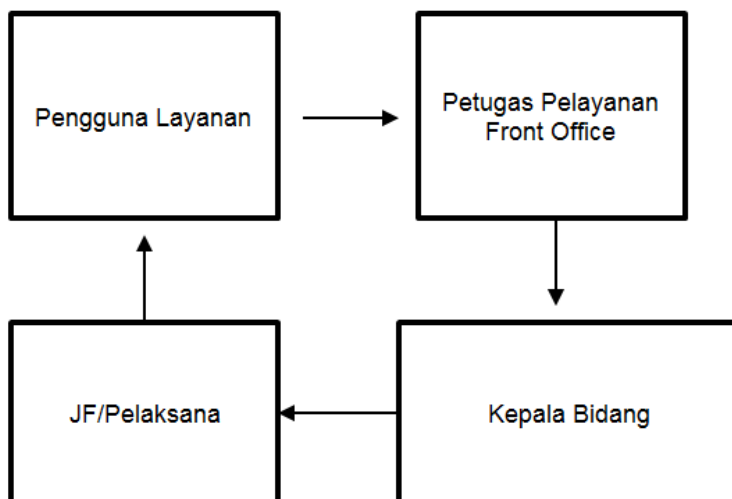 Pengguna Layanan
Petugas Pelayanan
Front Office
JF/Pelaksana
Kepala Bidang